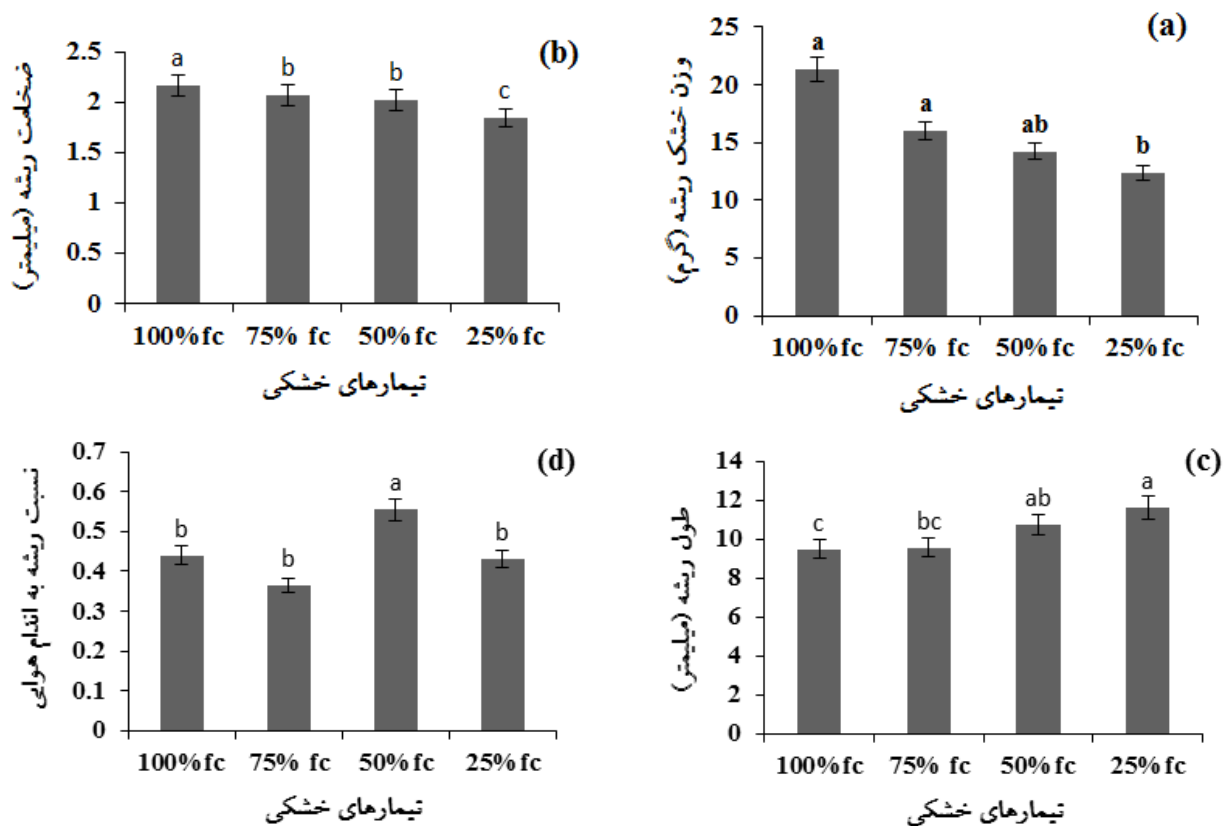 (a)
وزن خشک ریشه (گرم)
25
20
15
10
5
0
a
a
ab
b
100% fc
75% fc
50% fc
25% fc
تیمارهای خشکی
(b)
ضخامت ریشه (میلیمتر)
2.5
2
1.5
1
0.5
0
a
b
b
c
100% fc
75% fc
50% fc
25% fc
تیمارهای خشکی
(c)
طول ریشه (میلیمتر)
14
12
10
8
6
4
2
0
c
bc
ab
a
100% fc
75% fc
50% fc
25% fc
تیمارهای خشکی
(d)
نسبت ریشه به اندام هوایی
0.7
0.6
0.5
0.4
0.3
0.2
0.1
0
b
b
a
b
100% fc
75% fc
50% fc
25% fc
تیمارهای خشکی